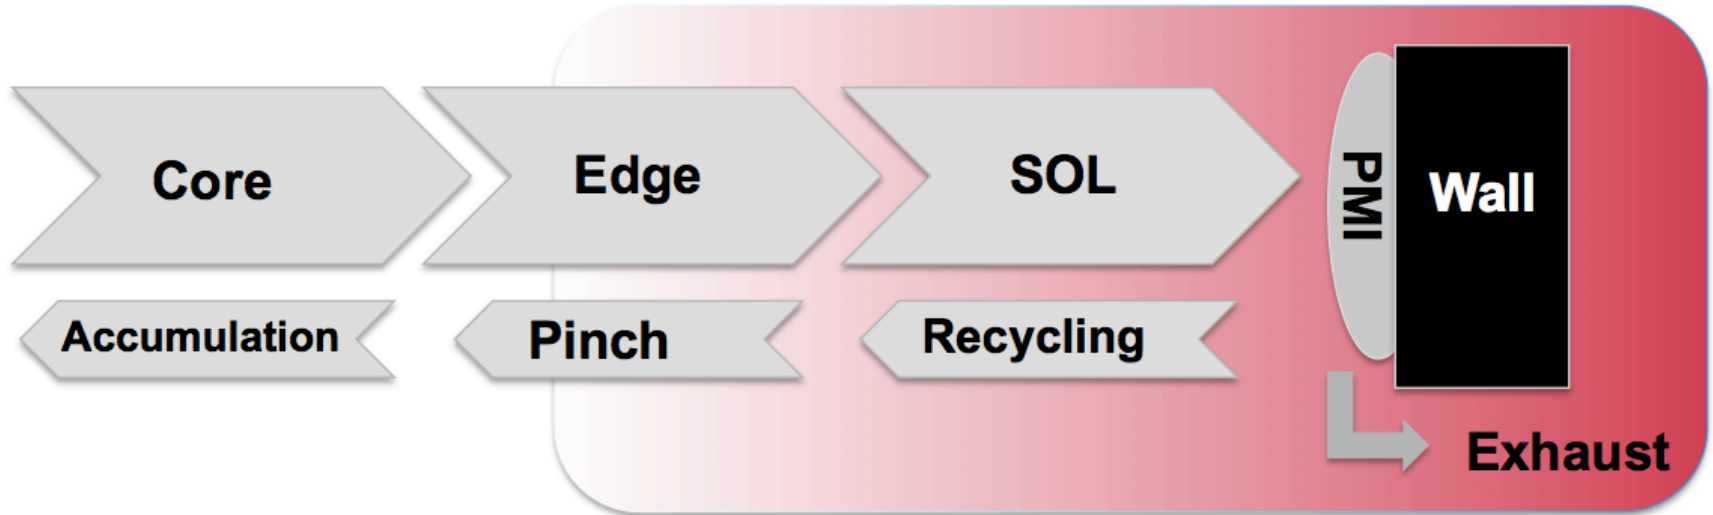 Core
Edge
SOL
PMI
Wall
Accumulation
Pinch
Recycling
Exhaust